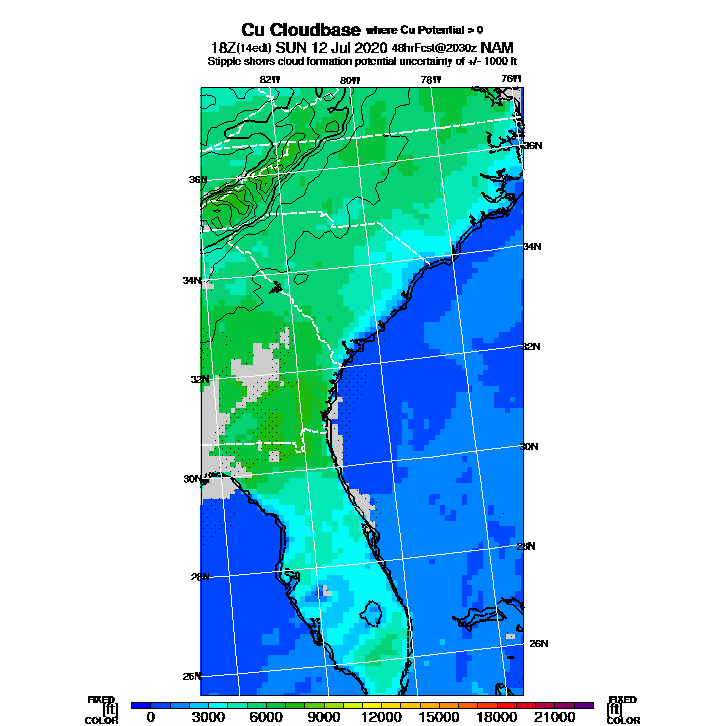 Cu Cloudbase where Cu Potential > 0
18Z(14edt) SUN 12 Jul 2020 48hrFcst@2030z NAM
Stipple shows cloud formation potential uncertainty of +/- 1000 ft
82W 80W 78W 76W
36N
36N
34N
34N
32N
32N
30N
30N
28N
28N
26N
26N
FIXED FIXED
[ft] [ft]
COLOR COLOR
0 3000 6000 9000 12000 15000 18000 21000